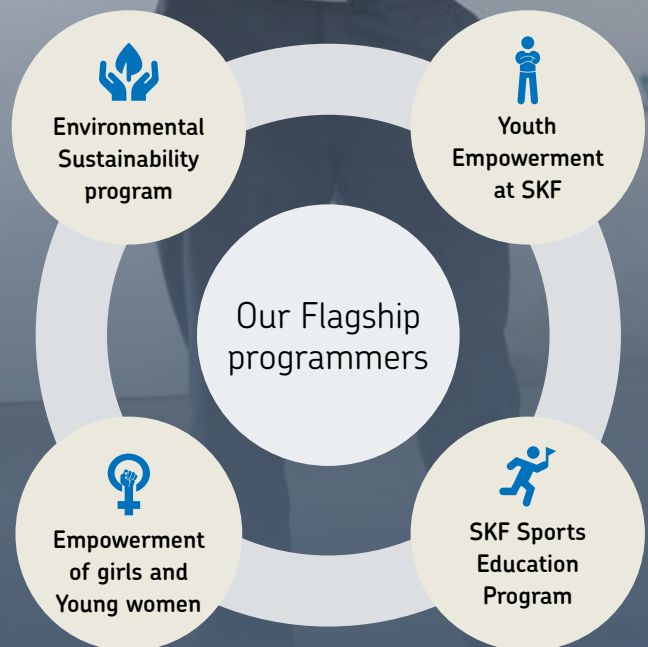 Environmental
Sustainability
program
Youth
Empowerment
at SKF
Our Flagship
programmers
Empowerment
of girls and
Young women
SKF Sports
Education
Program